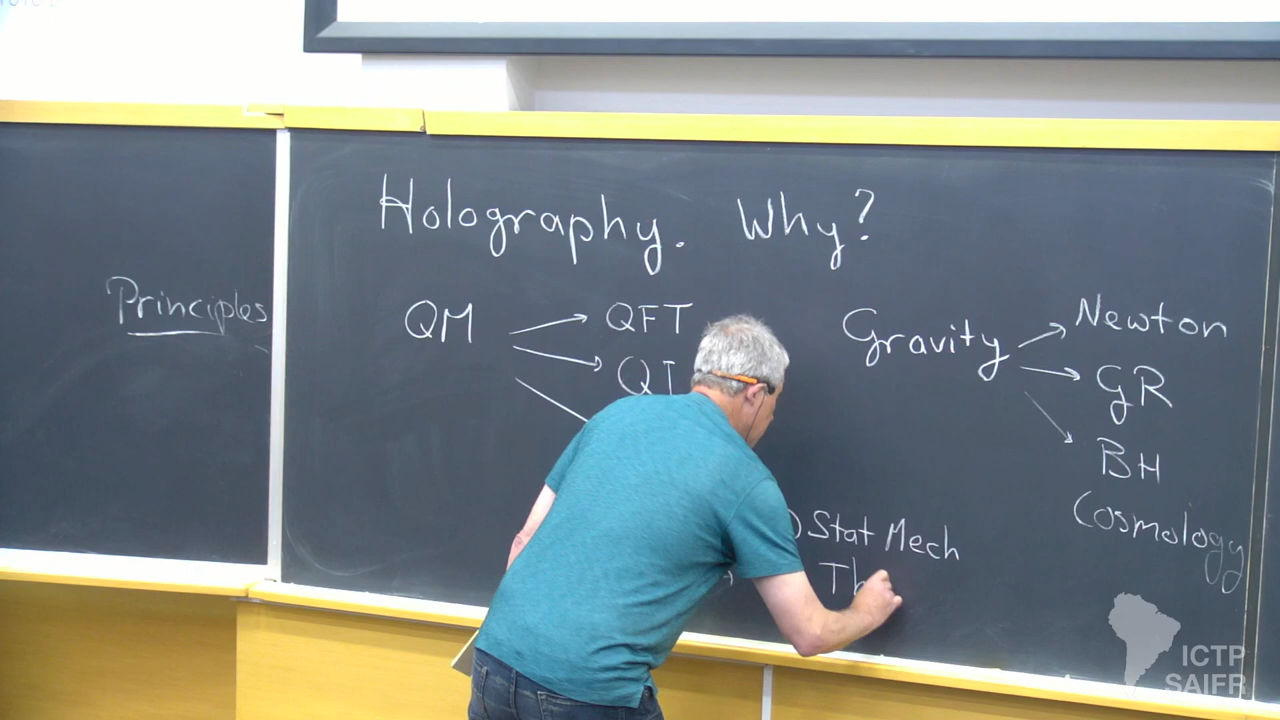 Holography. Why?
Principles
QM
QFT
Gravity
Newton
GR
BH
Cosmology
Stat Mech
ICTP
SAIFR